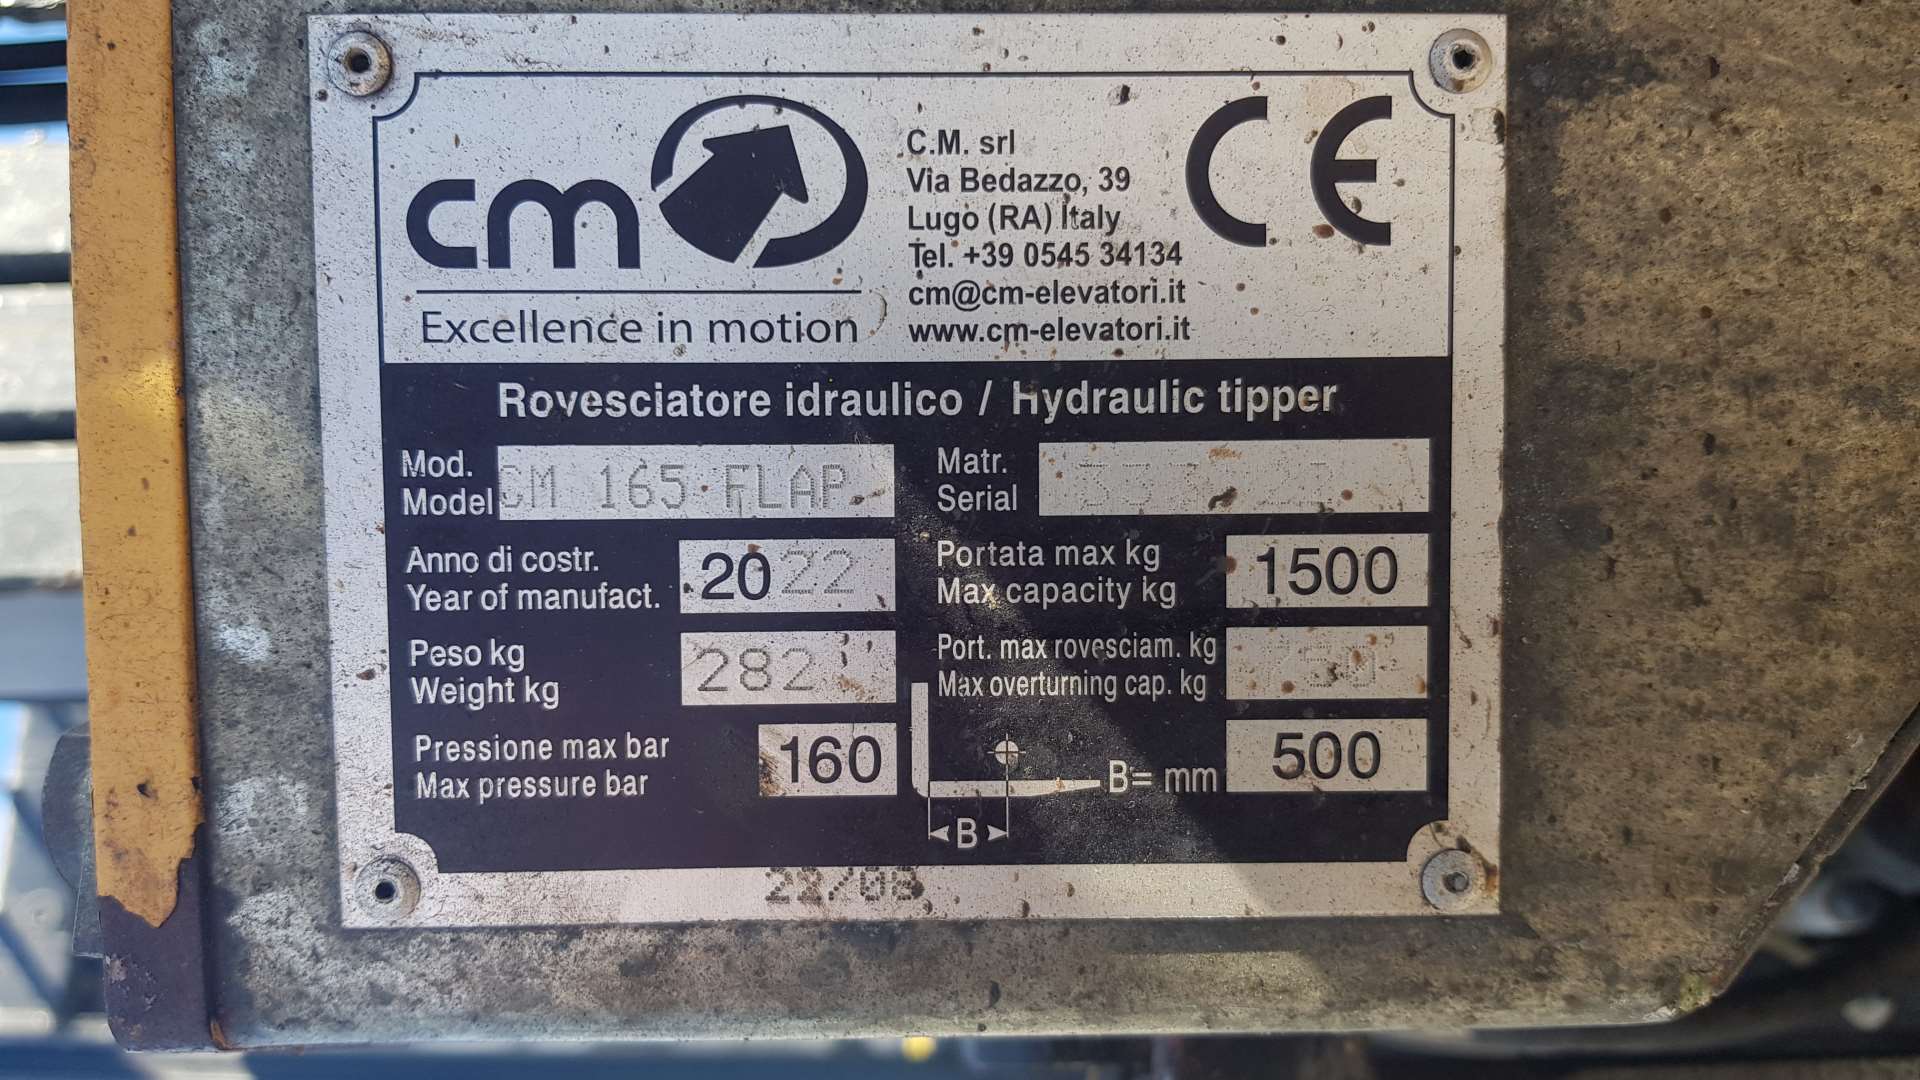 cm
Excellence in motion
C.M. srl
Via Bedazzo, 39
Lugo (RA) Italy
Tel. +39 0545 34134
cm@cm-elevatori.it
www.cm-elevatori.it
CE
Rovesciatore idraulico / Hydraulic tipper
Mod. Model CM 165 FLAP
Matr. Serial
Anno di costr. Year of manufact. 2022
Portata max kg Max capacity kg 1500
Peso kg Weight kg 282
Port. max rovesciam. kg Max overturning cap. kg 750
Pressione max bar Max pressure bar 160
B= mm 500
B